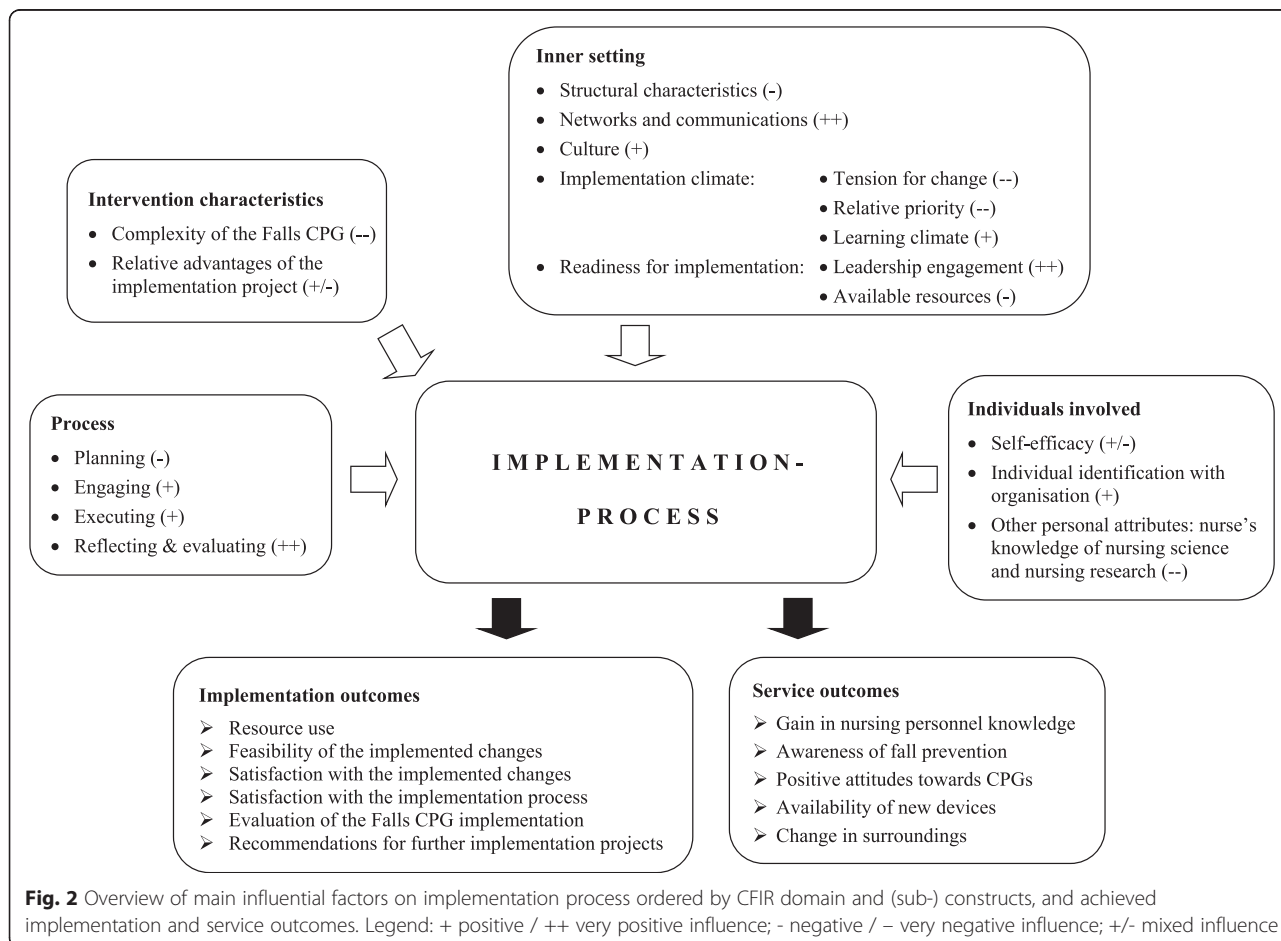 Inner setting
• Structural characteristics (-)
• Networks and communications (++)
• Culture (+)
• Implementation climate: • Tension for change (--)
• Relative priority (--)
• Learning climate (+)
• Readiness for implementation: • Leadership engagement (++)
• Available resources (-)
Intervention characteristics
• Complexity of the Falls CPG (--)
• Relative advantages of the
implementation project (+/-)
Process
• Planning (-)
• Engaging (+)
• Executing (+)
• Reflecting & evaluating (++)
IMPLEMENTATION-
PROCESS
Individuals involved
• Self-efficacy (+/-)
• Individual identification with
organisation (+)
• Other personal attributes: nurse's
knowledge of nursing science
and nursing research (--)
Implementation outcomes
➢ Resource use
➢ Feasibility of the implemented changes
➢ Satisfaction with the implemented changes
➢ Satisfaction with the implementation process
➢ Evaluation of the Falls CPG implementation
➢ Recommendations for further implementation projects
Service outcomes
➢ Gain in nursing personnel knowledge
➢ Awareness of fall prevention
➢ Positive attitudes towards CPGs
➢ Availability of new devices
➢ Change in surroundings
Fig. 2 Overview of main influential factors on implementation process ordered by CFIR domain and (sub-) constructs, and achieved
implementation and service outcomes. Legend: + positive / ++ very positive influence; - negative / – very negative influence; +/- mixed influence